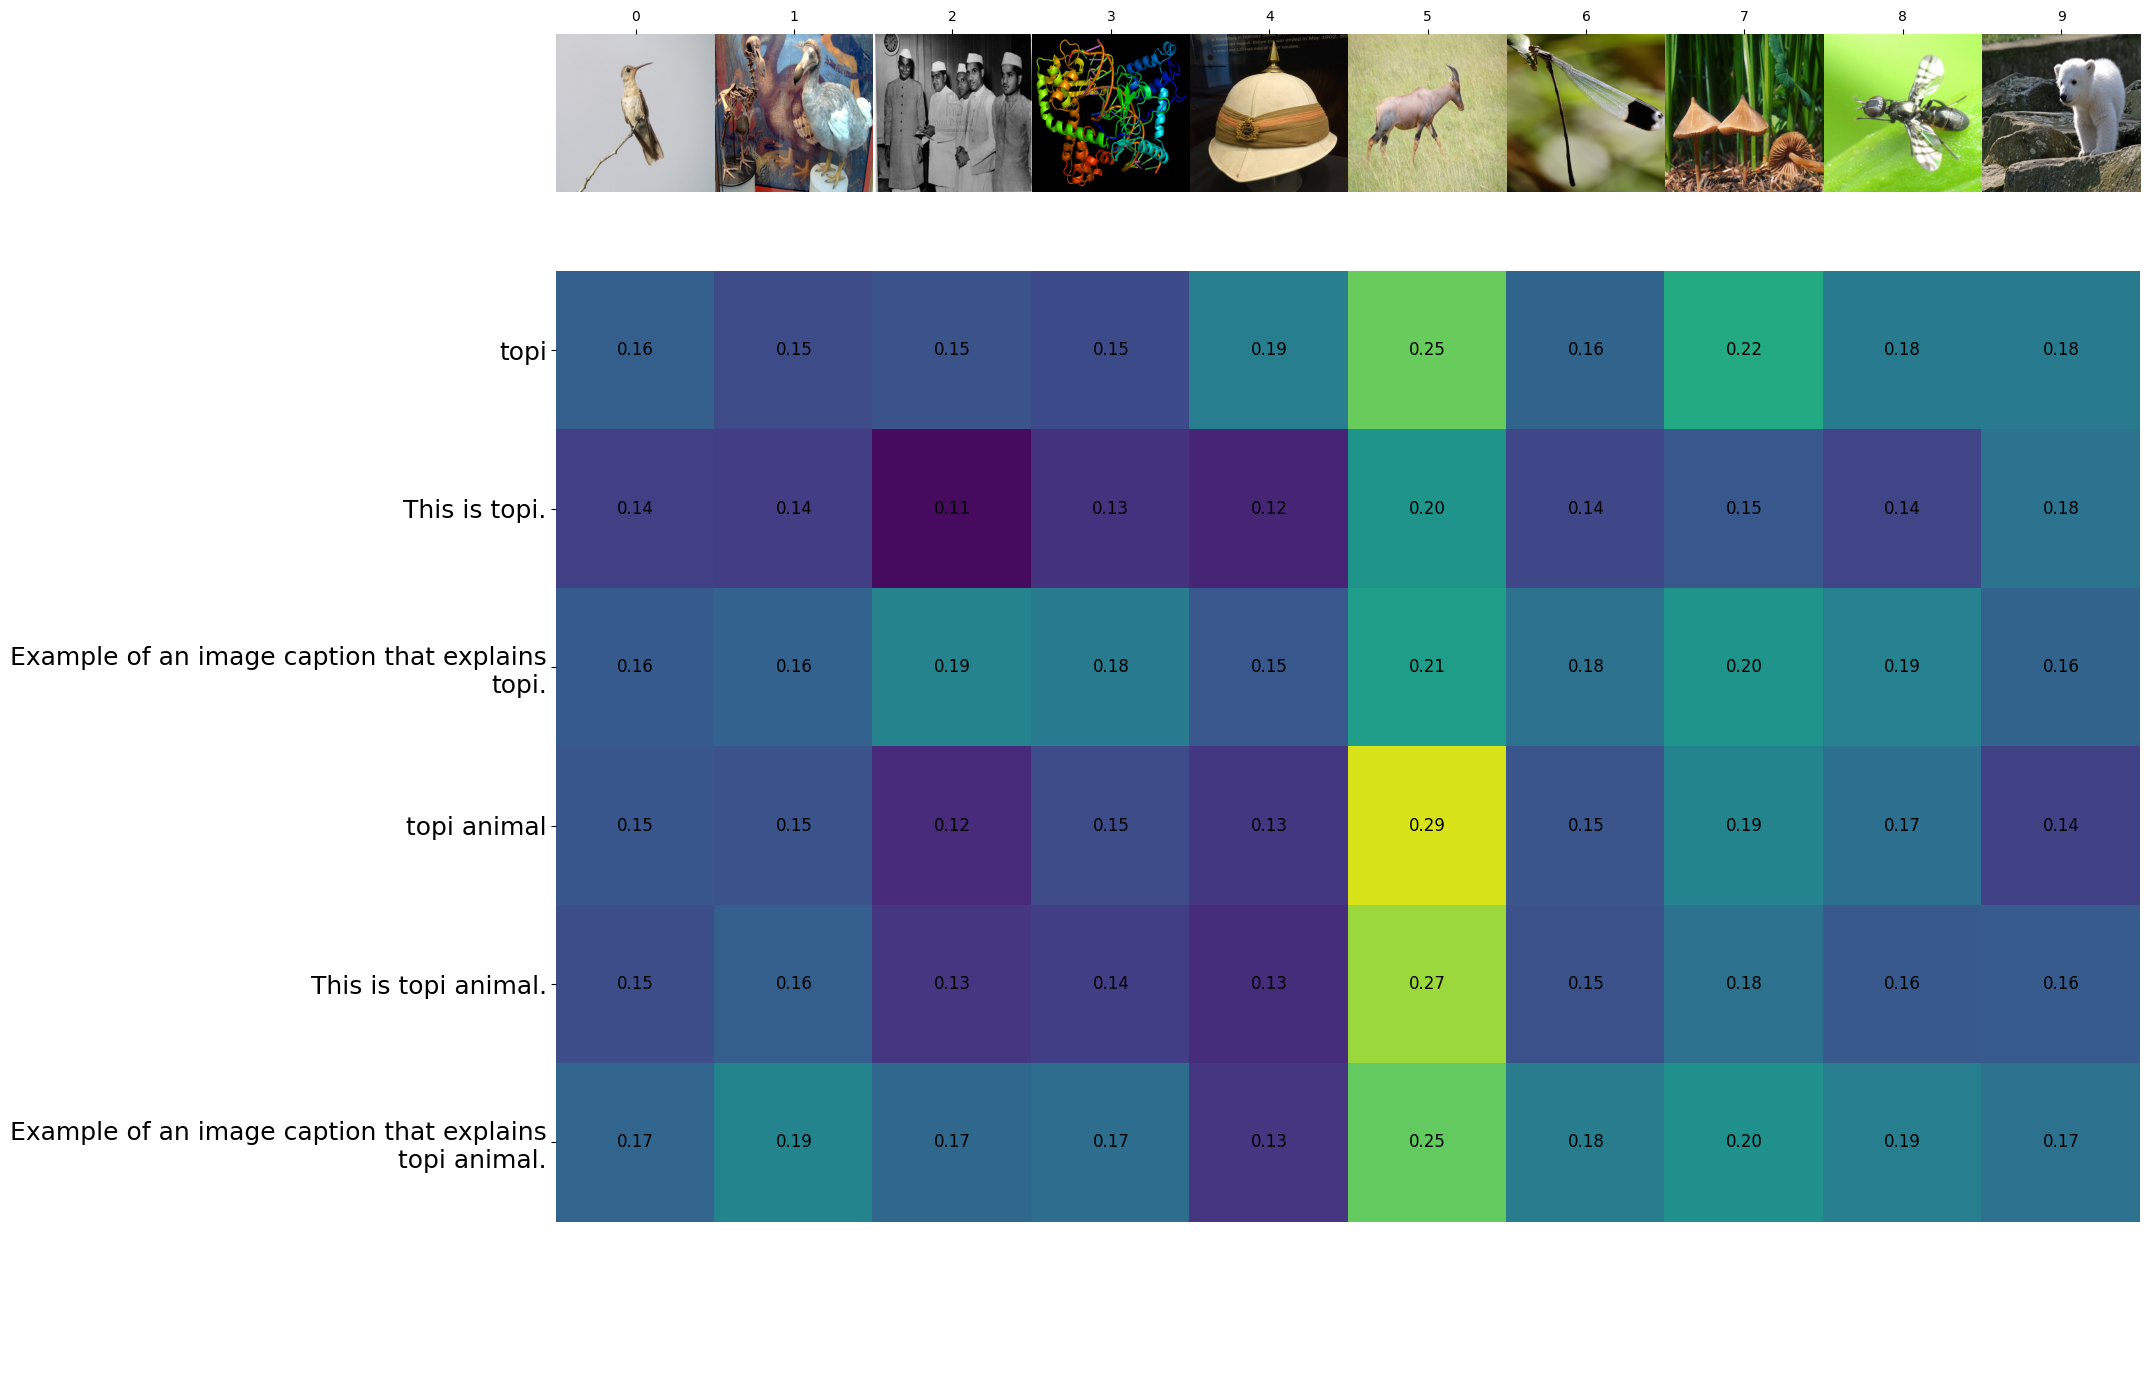 0 1 2 3 4 5 6 7 8 9
topi 0.16 0.15 0.15 0.15 0.19 0.25 0.16 0.22 0.18 0.18
This is topi. 0.14 0.14 0.11 0.13 0.12 0.20 0.14 0.15 0.14 0.18
Example of an image caption that explains
topi. 0.16 0.16 0.19 0.18 0.15 0.21 0.18 0.20 0.19 0.16
topi animal 0.15 0.15 0.12 0.15 0.13 0.29 0.15 0.19 0.17 0.14
This is topi animal. 0.15 0.16 0.13 0.14 0.13 0.27 0.15 0.18 0.16 0.16
Example of an image caption that explains
topi animal. 0.17 0.19 0.17 0.17 0.13 0.25 0.18 0.20 0.19 0.17